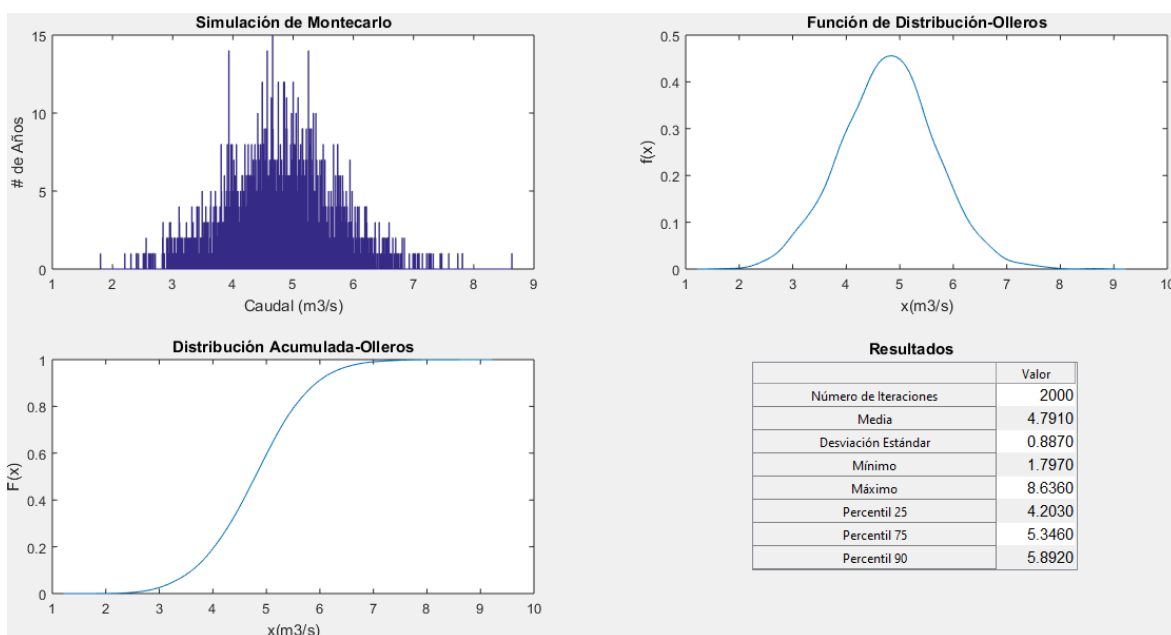 Simulación de Montecarlo
15
10
5
0
# de Años
1 2 3 4 5 6 7 8 9
Caudal (m3/s)
Función de Distribución-Olleros
0.5
0.4
0.3
0.2
0.1
0
f(x)
1 2 3 4 5 6 7 8 9 10
x(m3/s)
Distribución Acumulada-Olleros
1
0.8
0.6
0.4
0.2
0
F(x)
1 2 3 4 5 6 7 8 9 10
x(m3/s)
Resultados
Valor
Número de Iteraciones 2000
Media 4.7910
Desviación Estándar 0.8870
Mínimo 1.7970
Máximo 8.6360
Percentil 25 4.2030
Percentil 75 5.3460
Percentil 90 5.8920